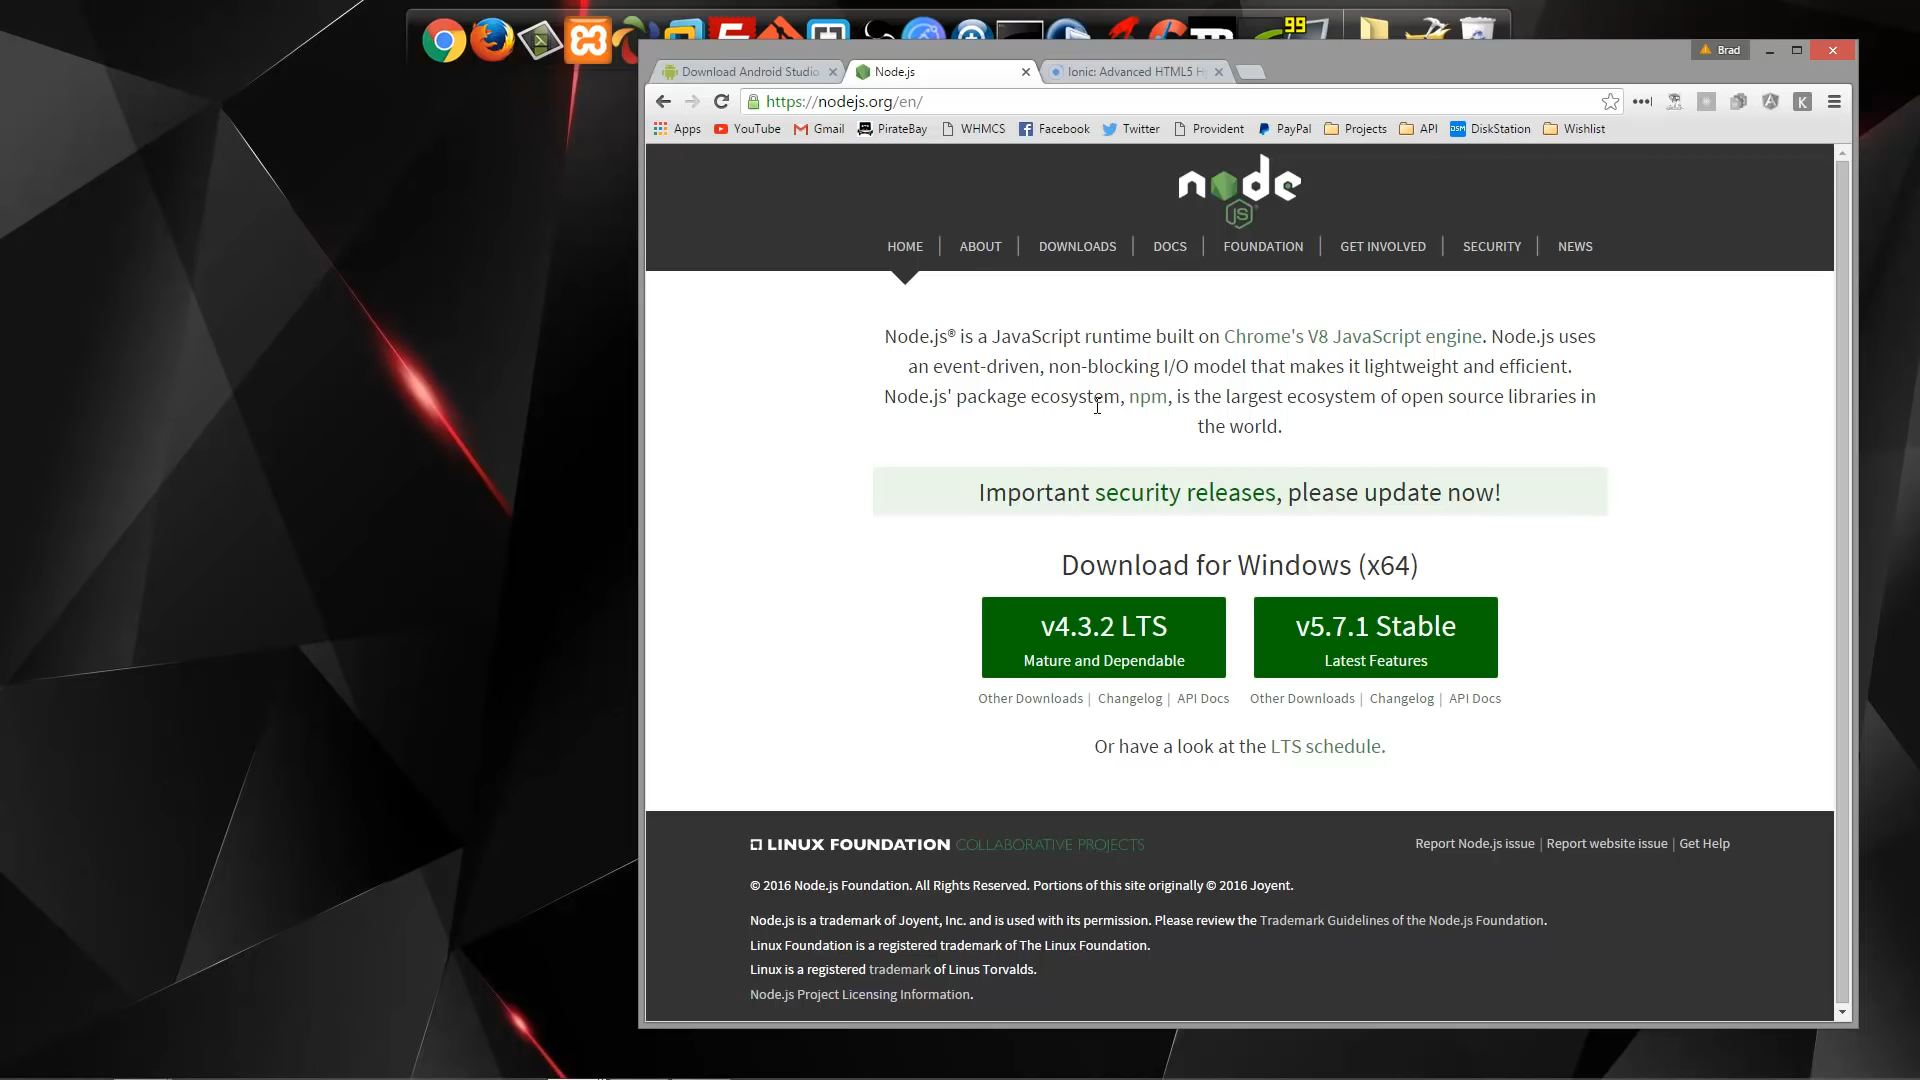 99
Brad
Download Android Studio
Node.js
Ionic: Advanced HTML5 H
https://nodejs.org/en/
Apps YouTube Gmail PirateBay WHMCS Facebook Twitter Provident PayPal Projects API DSM DiskStation Wishlist
K
node
JS
HOME | ABOUT | DOWNLOADS | DOCS | FOUNDATION | GET INVOLVED | SECURITY | NEWS
Node.js® is a JavaScript runtime built on Chrome's V8 JavaScript engine. Node.js uses
an event-driven, non-blocking I/O model that makes it lightweight and efficient.
Node.js' package ecosystem, npm, is the largest ecosystem of open source libraries in
the world.
Important security releases, please update now!
Download for Windows (x64)
v4.3.2 LTS
Mature and Dependable
v5.7.1 Stable
Latest Features
Other Downloads | Changelog | API Docs
Other Downloads | Changelog | API Docs
Or have a look at the LTS schedule.
LINUX FOUNDATION COLLABORATIVE PROJECTS
Report Node.js issue | Report website issue | Get Help
© 2016 Node.js Foundation. All Rights Reserved. Portions of this site originally © 2016 Joyent.
Node.js is a trademark of Joyent, Inc. and is used with its permission. Please review the Trademark Guidelines of the Node.js Foundation.
Linux Foundation is a registered trademark of The Linux Foundation.
Linux is a registered trademark of Linus Torvalds.
Node.js Project Licensing Information.